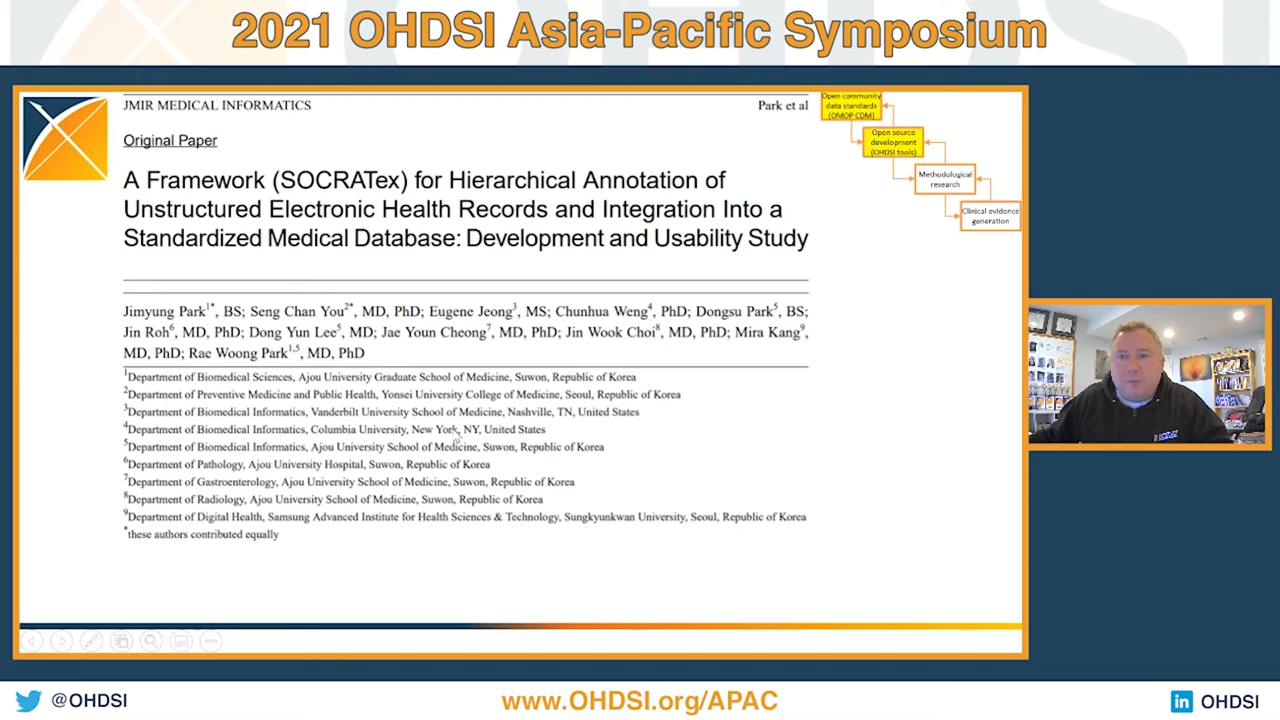 2021 OHDSI Asia-Pacific Symposium
JMIR MEDICAL INFORMATICS
Park et al
Original Paper
A Framework (SOCRATex) for Hierarchical Annotation of
Unstructured Electronic Health Records and Integration Into a
Standardized Medical Database: Development and Usability Study
Jimyung Park1*, BS; Seng Chan You2*, MD, PhD; Eugene Jeong3, MS; Chunhua Weng4, PhD; Dongsu Park5, BS;
Jin Roh6, MD, PhD; Dong Yun Lee5, MD; Jae Youn Cheong7, MD, PhD; Jin Wook Choi8, MD, PhD; Mira Kang9,
MD, PhD; Rae Woong Park1,5, MD, PhD
1Department of Biomedical Sciences, Ajou University Graduate School of Medicine, Suwon, Republic of Korea
2Department of Preventive Medicine and Public Health, Yonsei University College of Medicine, Seoul, Republic of Korea
3Department of Biomedical Informatics, Vanderbilt University School of Medicine, Nashville, TN, United States
4Department of Biomedical Informatics, Columbia University, New York, NY, United States
5Department of Biomedical Informatics, Ajou University School of Medicine, Suwon, Republic of Korea
6Department of Pathology, Ajou University Hospital, Suwon, Republic of Korea
7Department of Gastroenterology, Ajou University School of Medicine, Suwon, Republic of Korea
8Department of Radiology, Ajou University School of Medicine, Suwon, Republic of Korea
9Department of Digital Health, Samsung Advanced Institute for Health Sciences & Technology, Sungkyunkwan University, Seoul, Republic of Korea
*these authors contributed equally
Open community
data standards
(OMOP CDM)
Open source
development
(OHDSI tools)
Methodological
research
Clinical evidence
generation
@OHDSI
www.OHDSI.org/APAC
in OHDSI